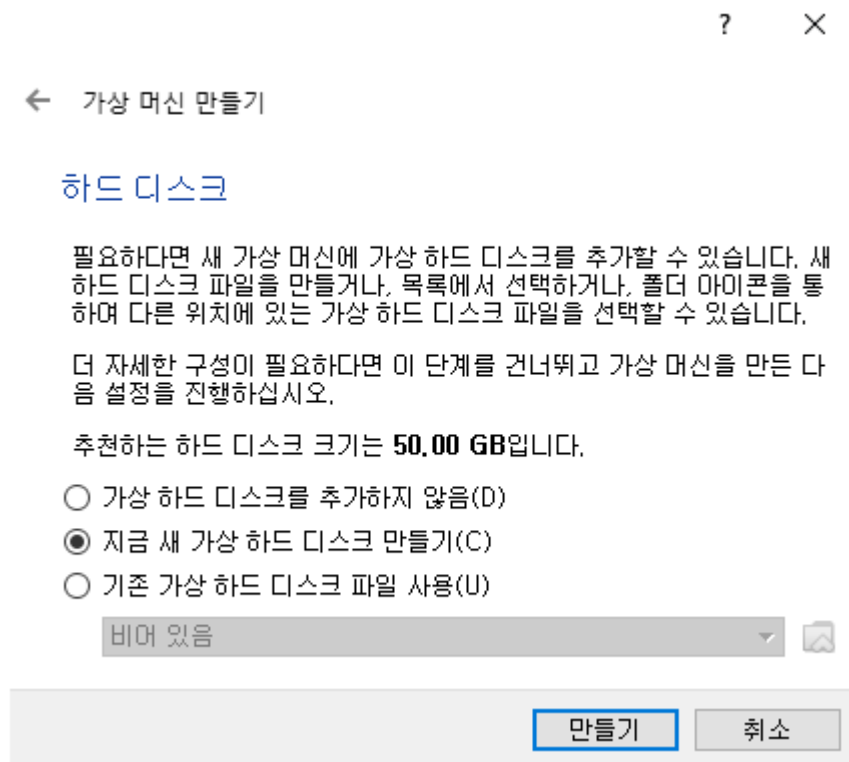 ?
가상 머신 만들기
하드 디스크
필요하다면 새 가상 머신에 가상 하드 디스크를 추가할 수 있습니다. 새
하드 디스크 파일을 만들거나, 목록에서 선택하거나, 폴더 아이콘을 통
하여 다른 위치에 있는 가상 하드 디스크 파일을 선택할 수 있습니다.
더 자세한 구성이 필요하다면 이 단계를 건너뛰고 가상 머신을 만든 다
음 설정을 진행하십시오.
추천하는 하드 디스크 크기는 50.00 GB입니다.
가상 하드 디스크를 추가하지 않음(D)
지금 새 가상 하드 디스크 만들기(C)
기존 가상 하드 디스크 파일 사용(U)
비어 있음
만들기 취소